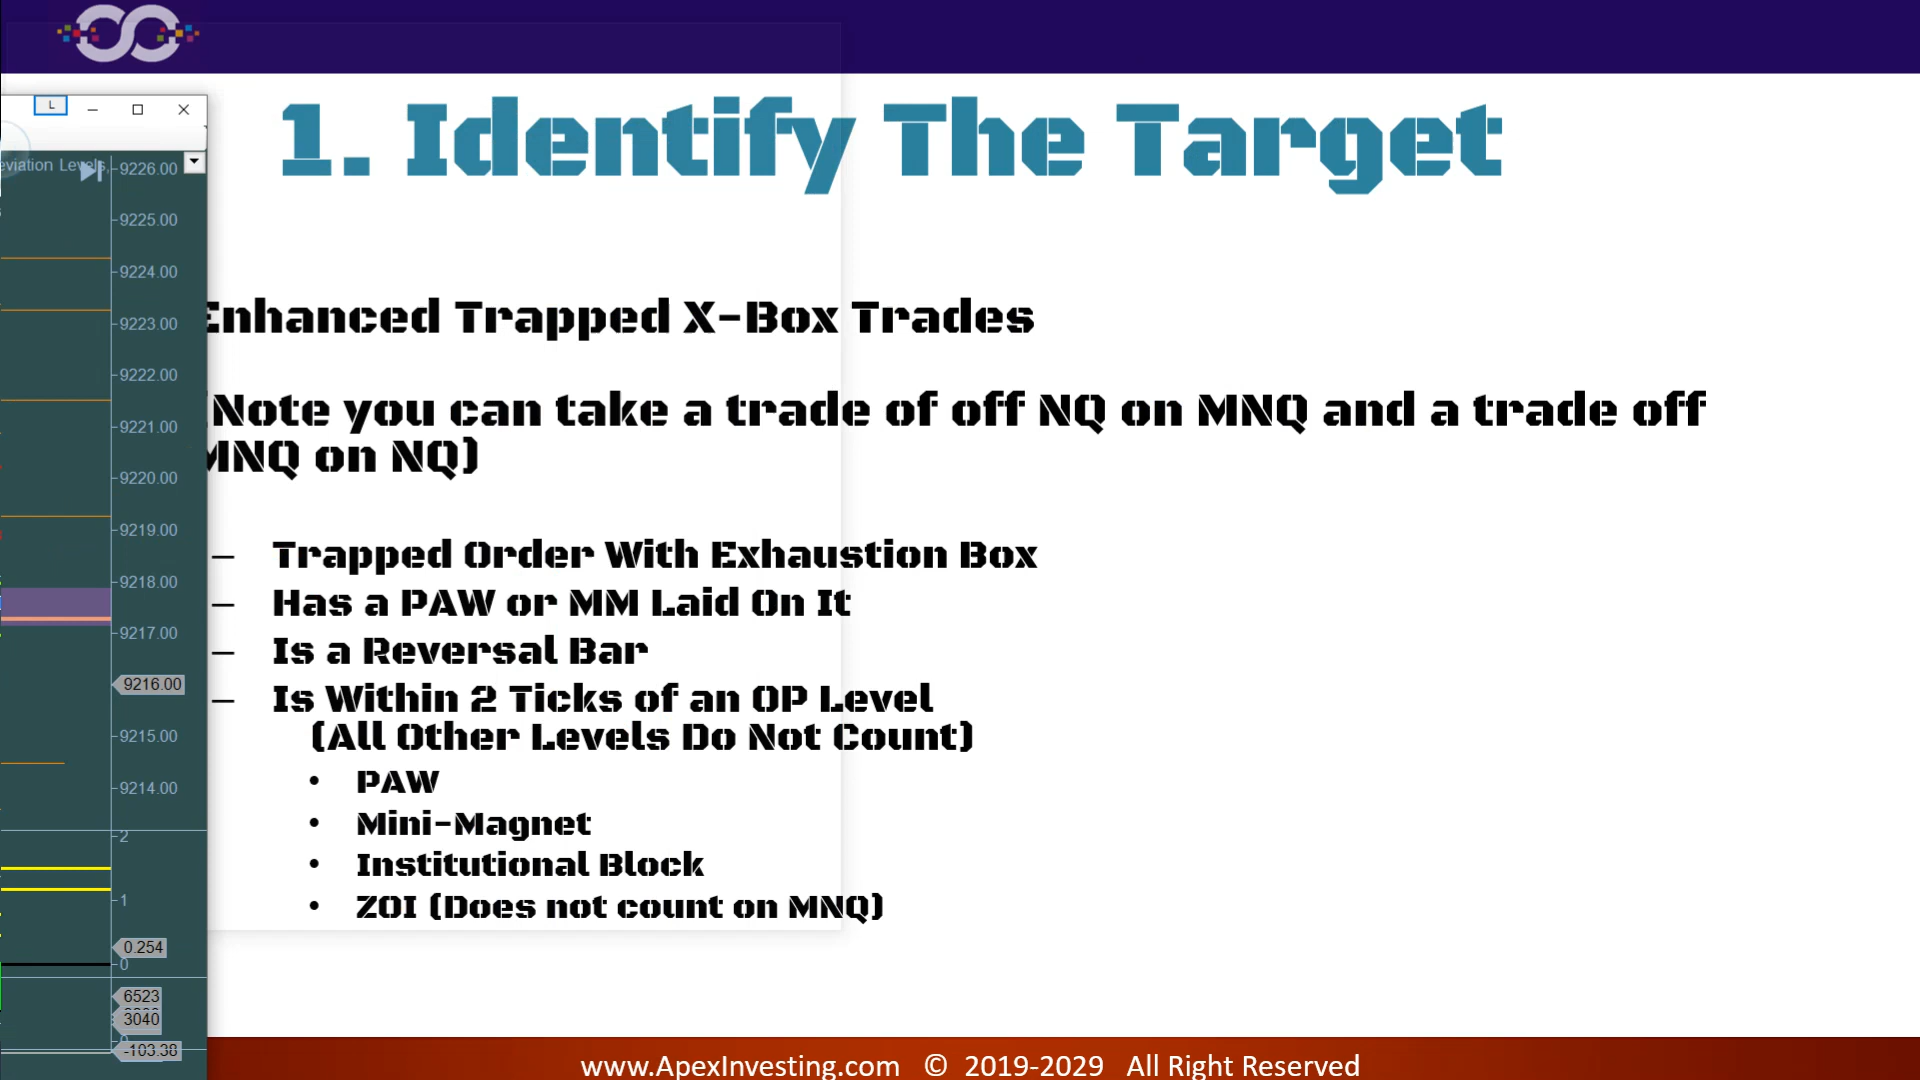 1. Identify The Target
L
eviation Levels,
9226.00
9225.00
9224.00
9223.00
9222.00
9221.00
9220.00
9219.00
9218.00
9217.00
9216.00
9215.00
9214.00
2
1
0.254
0
6523
3040
-103.38
Enhanced Trapped X-Box Trades
(Note you can take a trade of off NQ on MNQ and a trade off
MNQ on NQ)
– Trapped Order With Exhaustion Box
– Has a PAW or MM Laid On It
– Is a Reversal Bar
– Is Within 2 Ticks of an OP Level
(All Other Levels Do Not Count)
• PAW
• Mini-Magnet
• Institutional Block
• ZOI (Does not count on MNQ)
www.ApexInvesting.com © 2019-2029 All Right Reserved